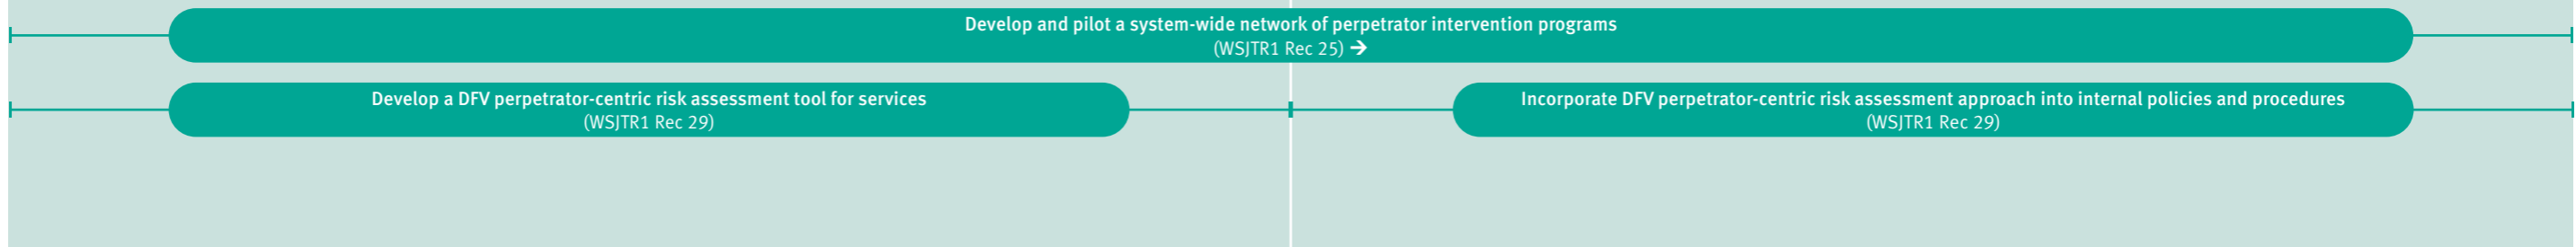 Develop and pilot a system-wide network of perpetrator intervention programs
(WSJTR1 Rec 25) →
Develop a DFV perpetrator-centric risk assessment tool for services
(WSJTR1 Rec 29)
Incorporate DFV perpetrator-centric risk assessment approach into internal policies and procedures
(WSJTR1 Rec 29)